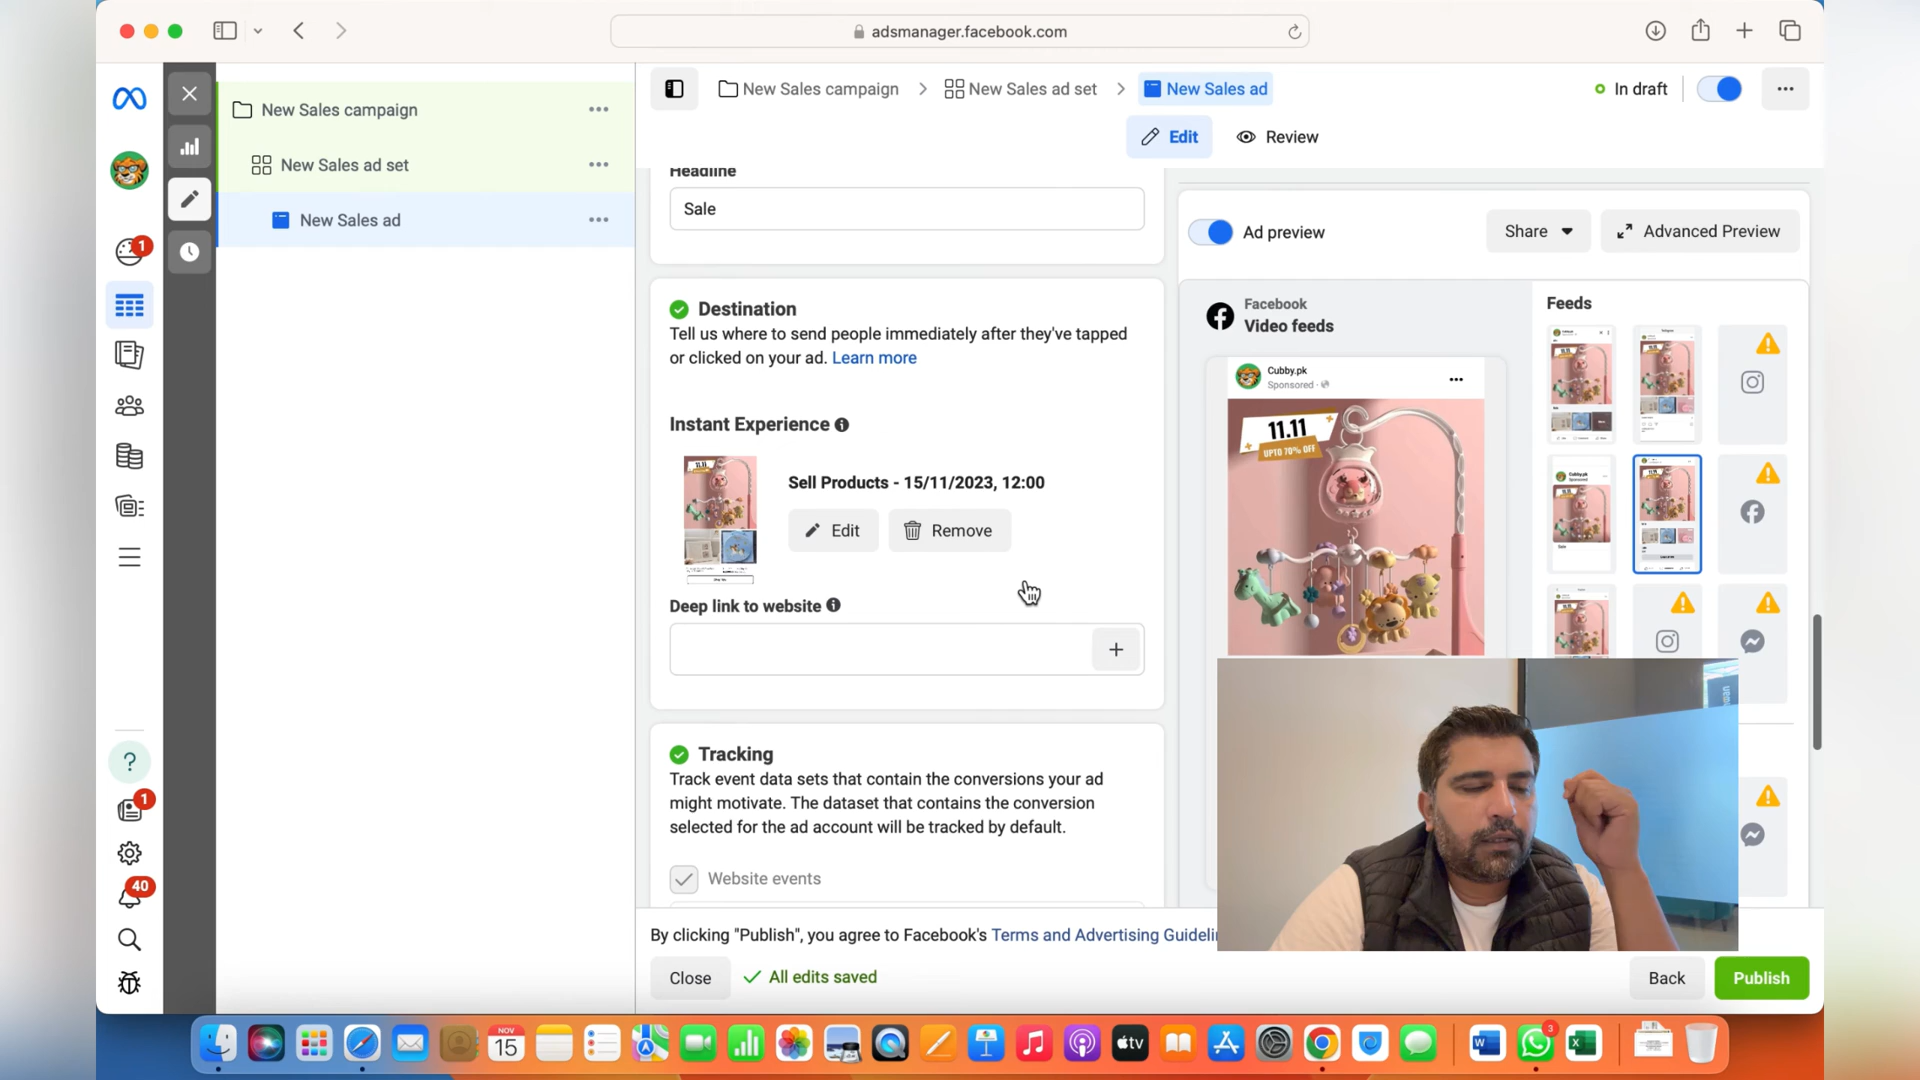 adsmanager.facebook.com
New Sales campaign
New Sales ad set
New Sales ad
New Sales campaign
New Sales ad set
New Sales ad
In draft
Edit
Review
Headline
Sale
Destination
Tell us where to send people immediately after they've tapped
or clicked on your ad. Learn more
Instant Experience
Sell Products - 15/11/2023, 12:00
Edit
Remove
Deep link to website
Tracking
Track event data sets that contain the conversions your ad
might motivate. The dataset that contains the conversion
selected for the ad account will be tracked by default.
Website events
Ad preview
Share
Advanced Preview
Facebook
Video feeds
Feeds
Cubby.pk
Sponsored
11.11
UPTO 70% OFF
By clicking "Publish", you agree to Facebook's Terms and Advertising Guideli
Close
All edits saved
Back
Publish
1
1
40
NOV
15
tv
3